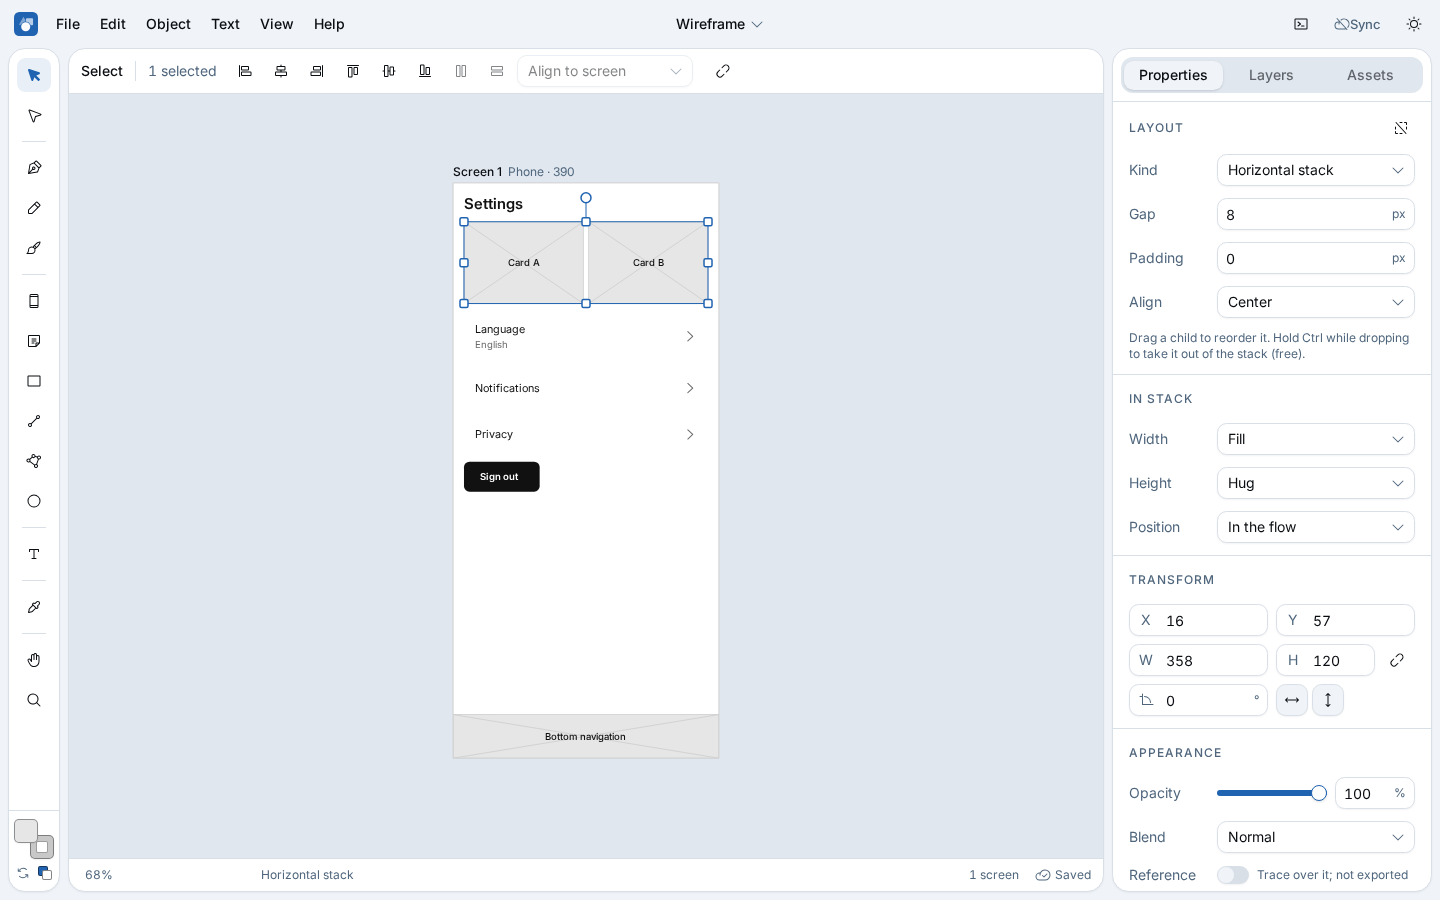 File Edit Object Text View Help
Wireframe
Sync
Select
1 selected
Align to screen
Properties Layers Assets
Screen 1 Phone · 390
Settings
Card A
Card B
Language
English
Notifications
Privacy
Sign out
Bottom navigation
LAYOUT
Kind Horizontal stack
Gap 8 px
Padding 0 px
Align Center
Drag a child to reorder it. Hold Ctrl while dropping
to take it out of the stack (free).
IN STACK
Width Fill
Height Hug
Position In the flow
TRANSFORM
X 16 Y 57
W 358 H 120
0 °
APPEARANCE
Opacity 100 %
Blend Normal
Reference Trace over it; not exported
68%
Horizontal stack
1 screen
Saved